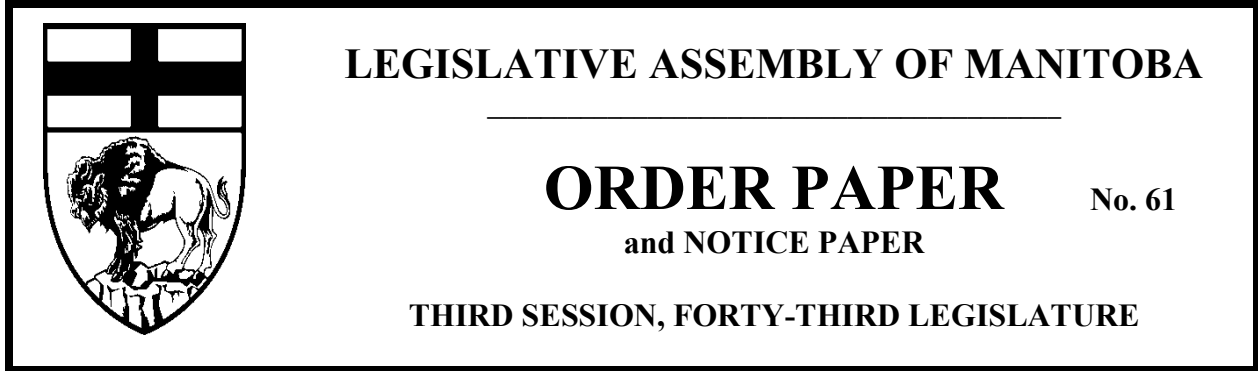 LEGISLATIVE ASSEMBLY OF MANITOBA
ORDER PAPER No. 61
and NOTICE PAPER
THIRD SESSION, FORTY-THIRD LEGISLATURE